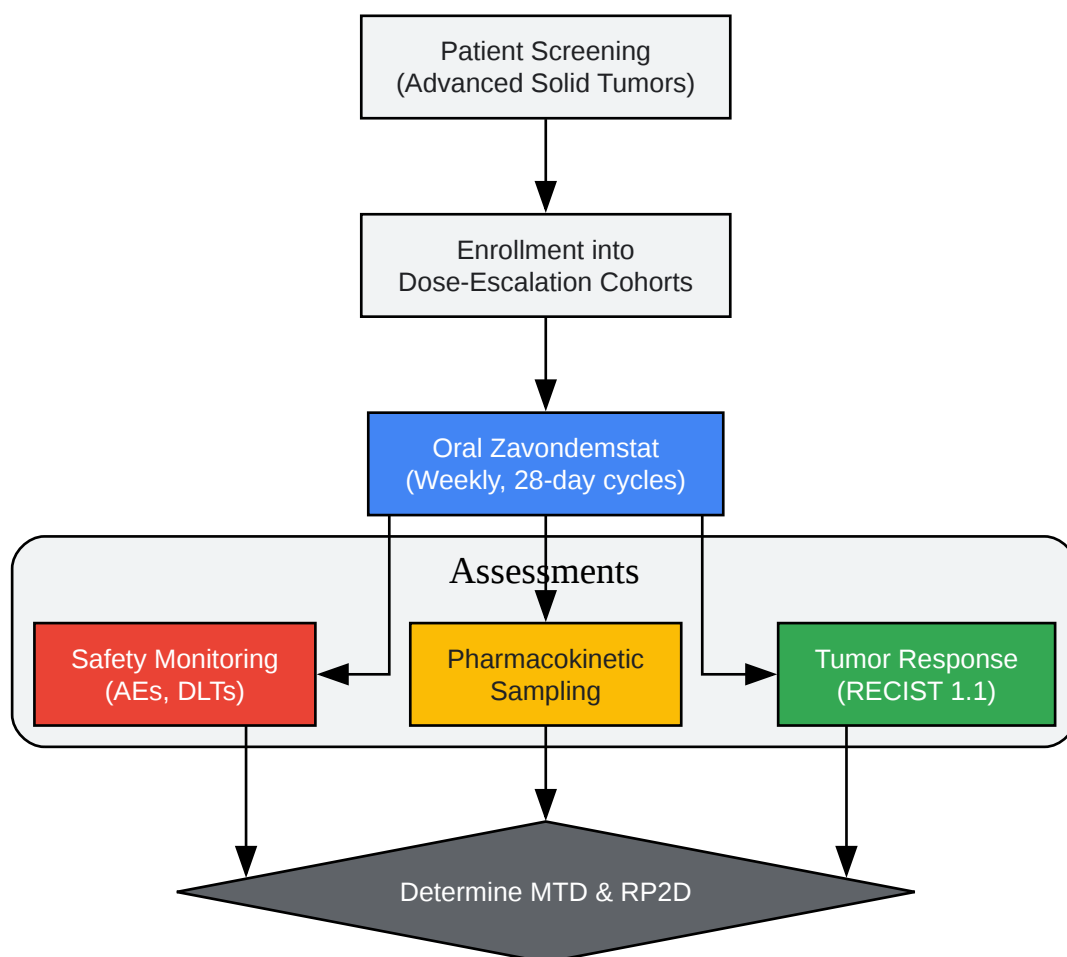 Patient Screening
(Advanced Solid Tumors)
Enrollment into
Dose-Escalation Cohorts
Oral Zavondemstat
(Weekly, 28-day cycles)
Assessments
Safety Monitoring
(AEs, DLTs)
Pharmacokinetic
Sampling
Tumor Response
(RECIST 1.1)
Determine MTD & RP2D